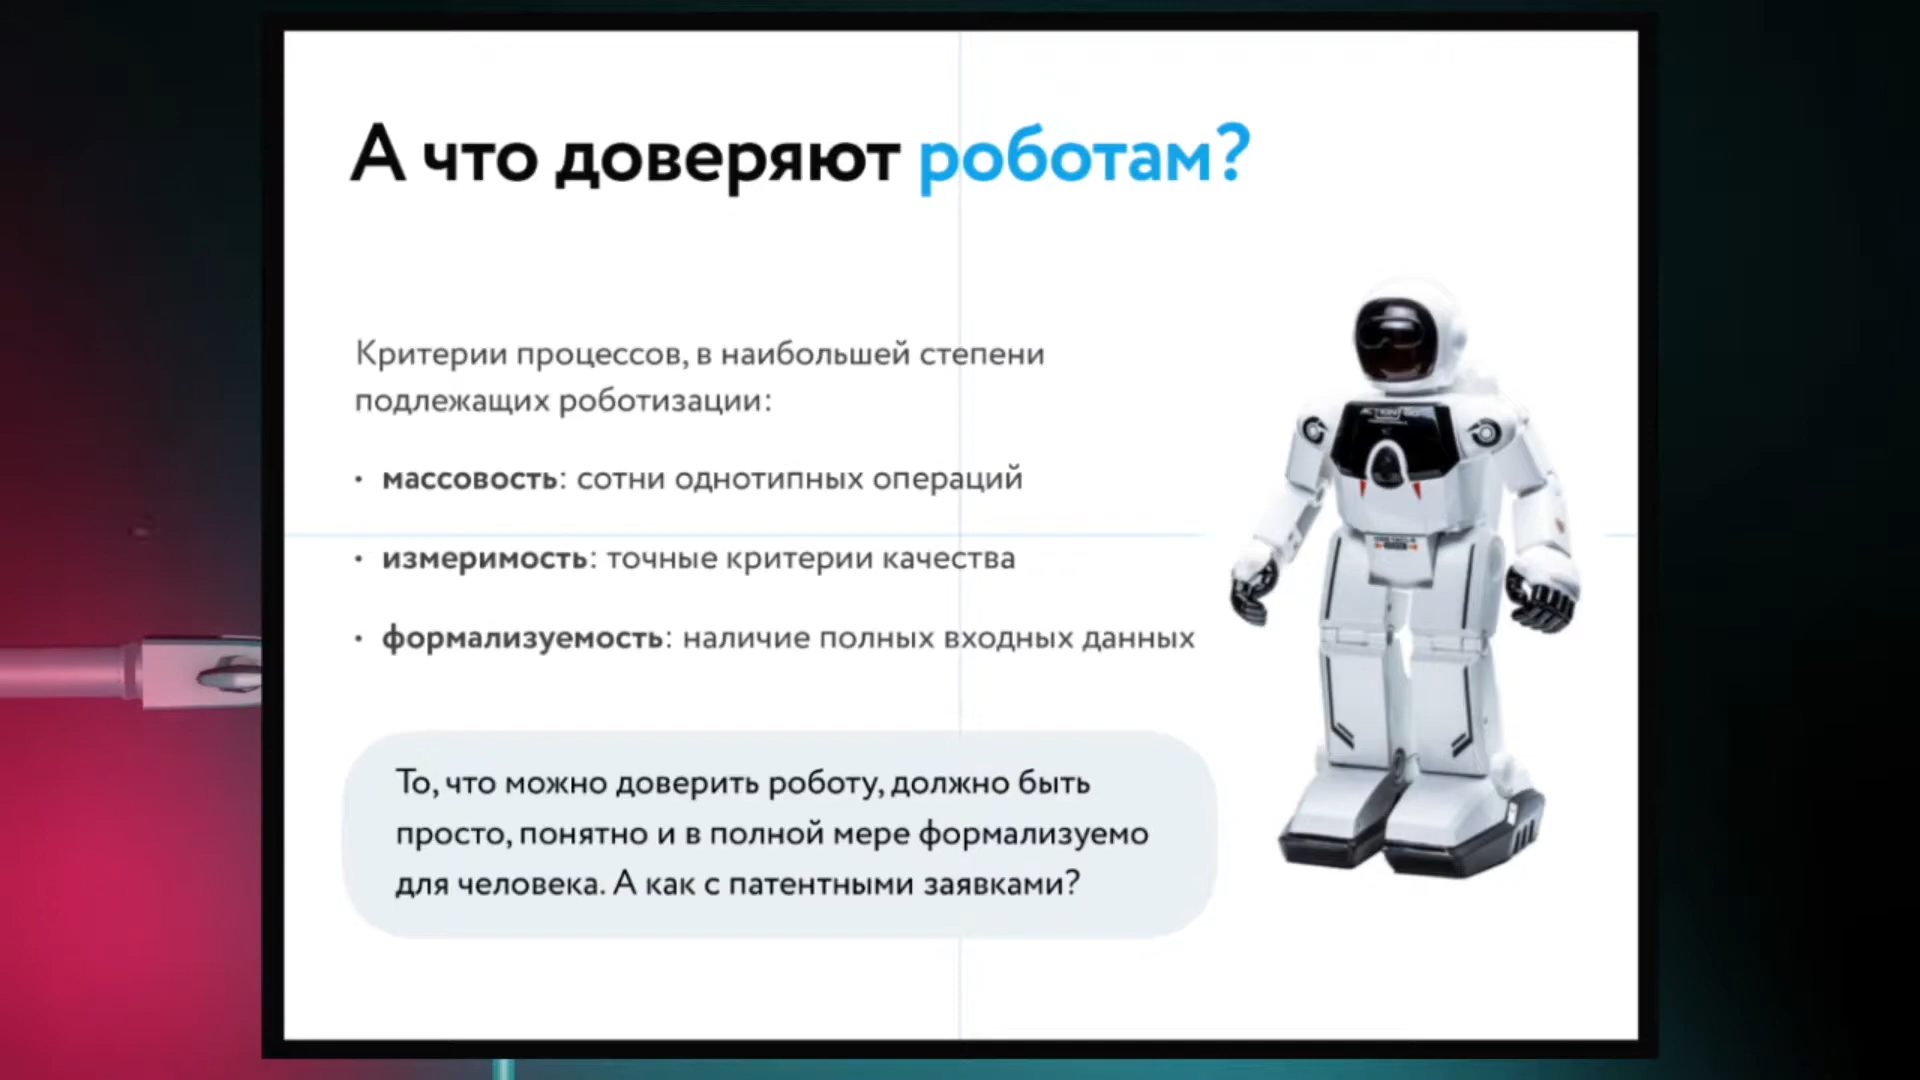 А что доверяют роботам?
Критерии процессов, в наибольшей степени
подлежащих роботизации:
• массовость: сотни однотипных операций
• измеримость: точные критерии качества
• формализуемость: наличие полных входных данных
То, что можно доверить роботу, должно быть
просто, понятно и в полной мере формализуемо
для человека. А как с патентными заявками?